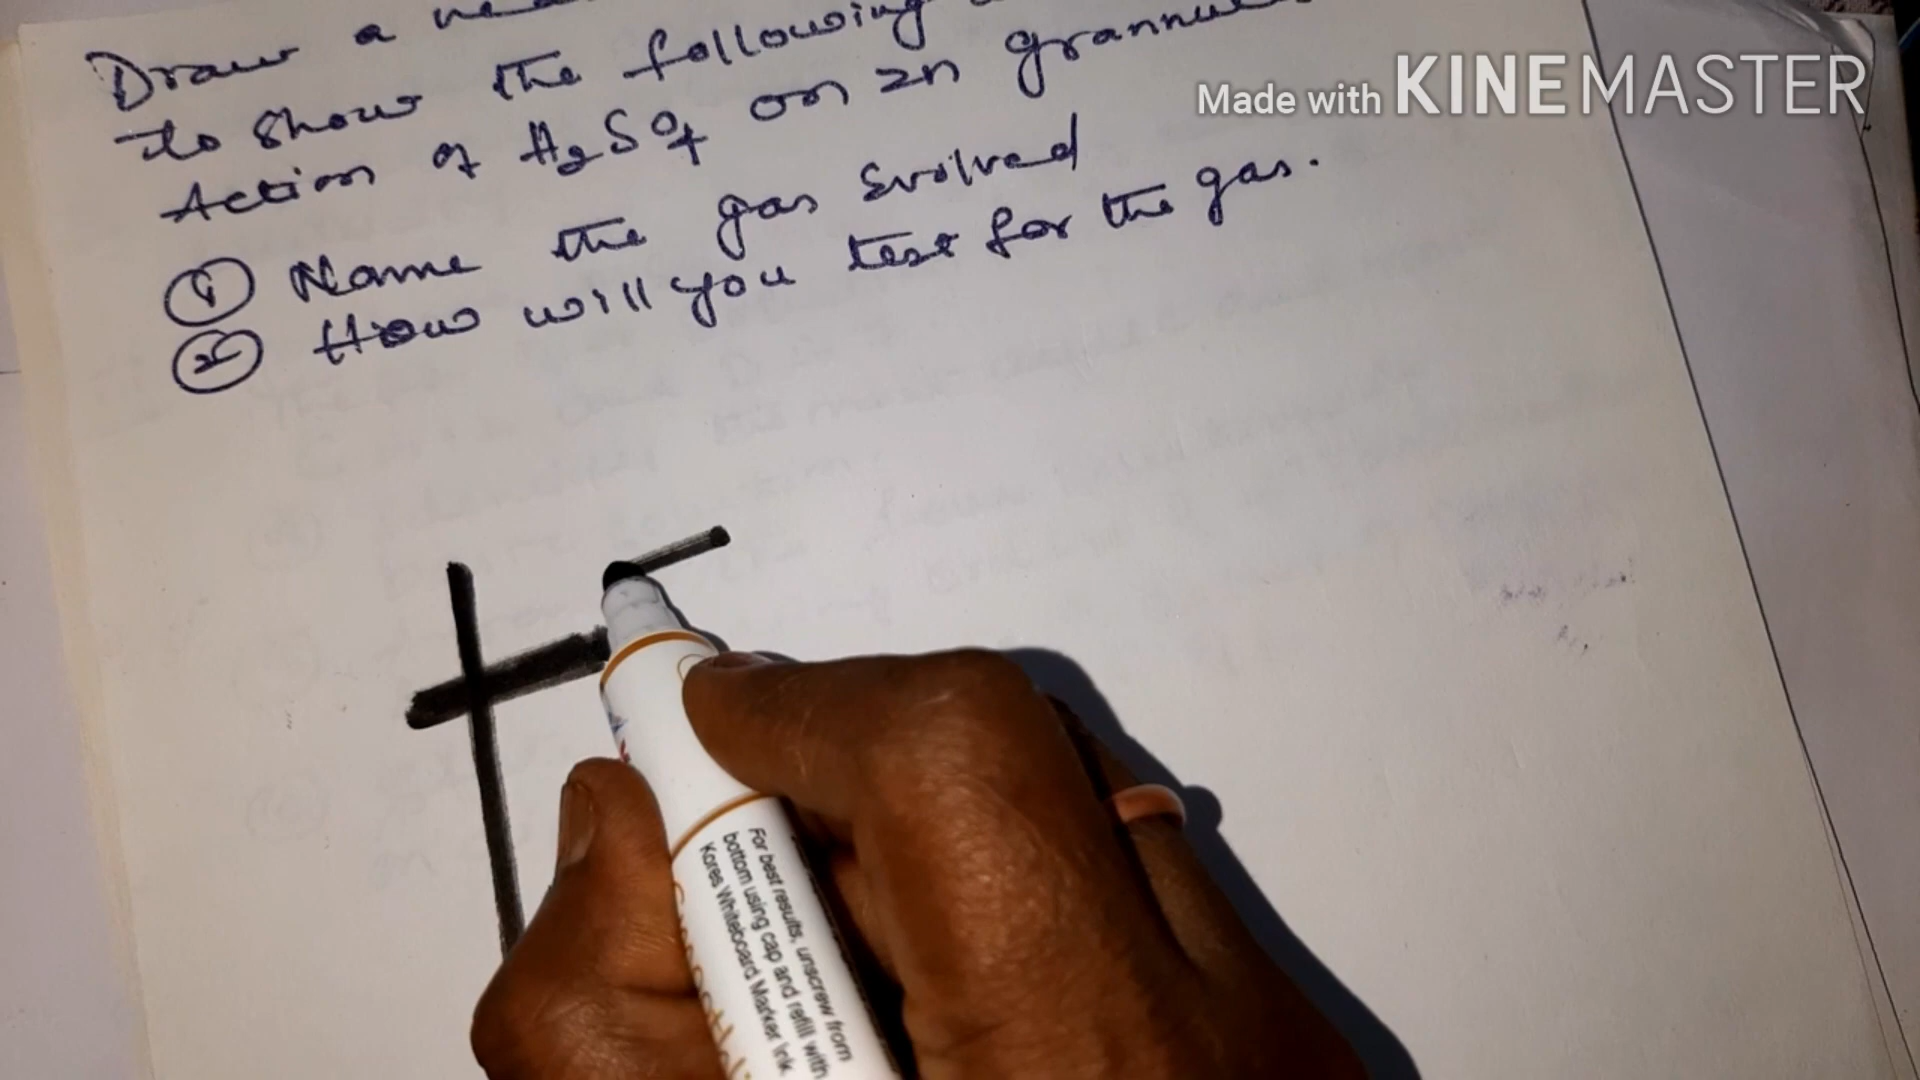 Draw a
to show the following
Action of H2SO4 on zn
① Name the gas Evolved
② How will you test for the gas.
Made with KINEMASTER
For best results, unscrew from
bottom using cap and refill with
Kores Whiteboard Marker Ink.